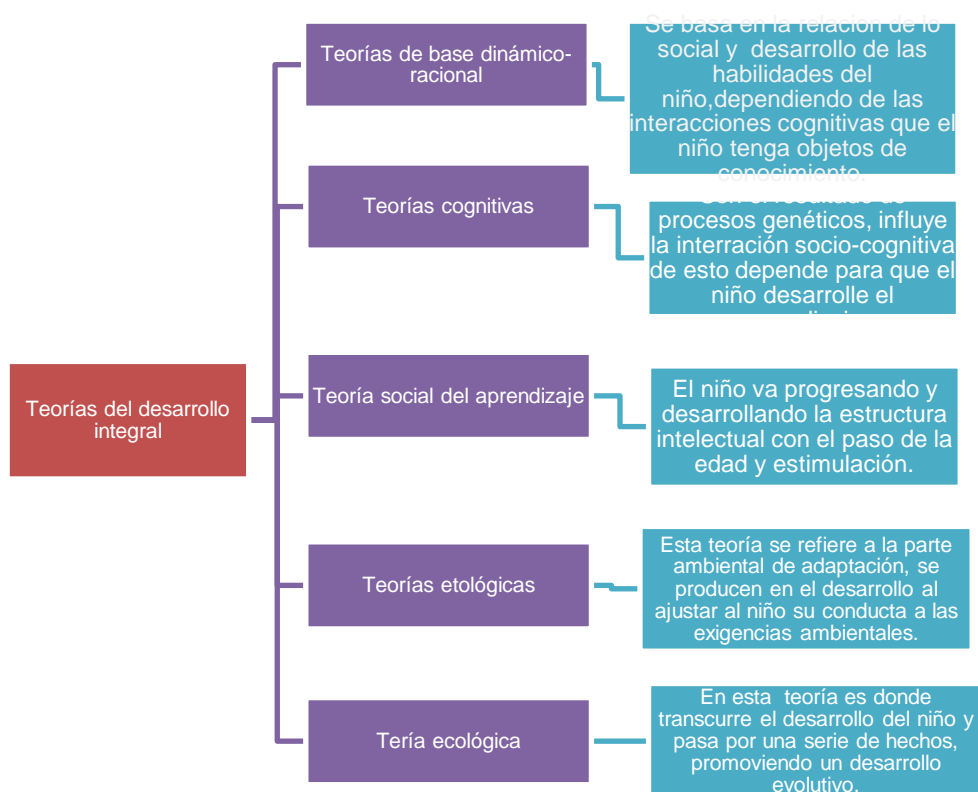 Teorías del desarrollo
integral
Teorías de base dinámico-
racional
Se basa en la relacion de lo
social y desarrollo de las
habilidades del
niño,dependiendo de las
interacciones cognitivas que el
niño tenga objetos de
conocimiento.
Teorías cognitivas
procesos genéticos, influye
la interración socio-cognitiva
de esto depende para que el
niño desarrolle el
Teoría social del aprendizaje
El niño va progresando y
desarrollando la estructura
intelectual con el paso de la
edad y estimulación.
Teorías etológicas
Esta teoría se refiere a la parte
ambiental de adaptación, se
producen en el desarrollo al
ajustar al niño su conducta a las
exigencias ambientales.
Tería ecológica
En esta teoría es donde
transcurre el desarrollo del niño y
pasa por una serie de hechos,
promoviendo un desarrollo
evolutivo.